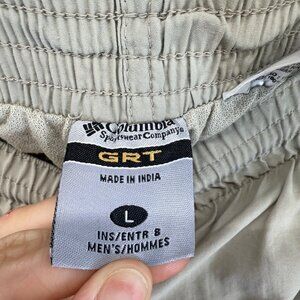 Columbia
Sportswear Company
GRT
MADE IN INDIA
L
INS/ENTR 8
MEN'S/HOMMES